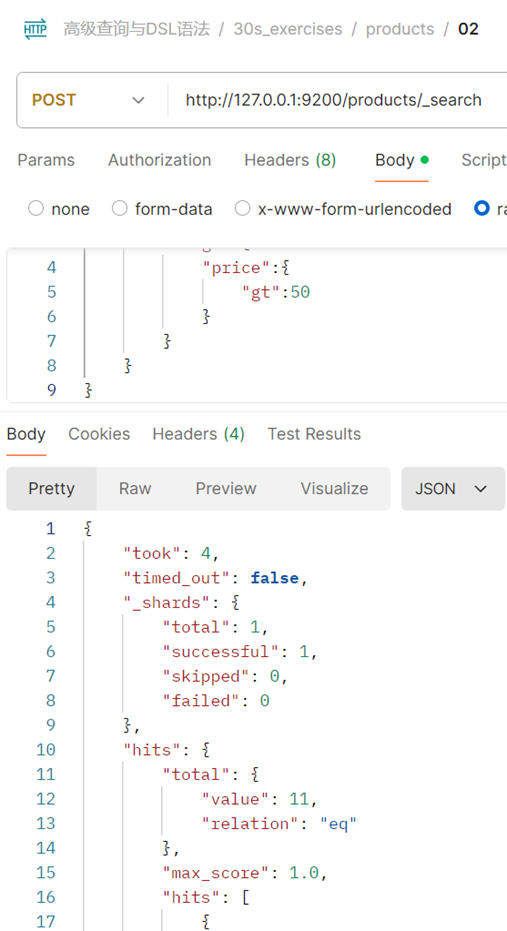 HTTP 高级查询与DSL语法 / 30s_exercises / products / 02
POST http://127.0.0.1:9200/products/_search
Params Authorization Headers (8) Body Script
none form-data x-www-form-urlencoded ra
4 "price":{
5 "gt":50
6 }
7 }
8 }
9 }
Body Cookies Headers (4) Test Results
Pretty Raw Preview Visualize JSON
1 {
2 "took": 4,
3 "timed_out": false,
4 "_shards": {
5 "total": 1,
6 "successful": 1,
7 "skipped": 0,
8 "failed": 0
9 },
10 "hits": {
11 "total": {
12 "value": 11,
13 "relation": "eq"
14 },
15 "max_score": 1.0,
16 "hits": [
17 {